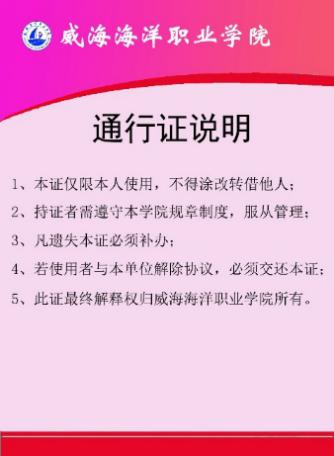 威海海洋职业学院
通行证说明
1、本证仅限本人使用，不得涂改转借他人；
2、持证者需遵守本学院规章制度，服从管理；
3、凡遗失本证必须补办；
4、若使用者与本单位解除协议，必须交还本证；
5、此证最终解释权归威海海洋职业学院所有。